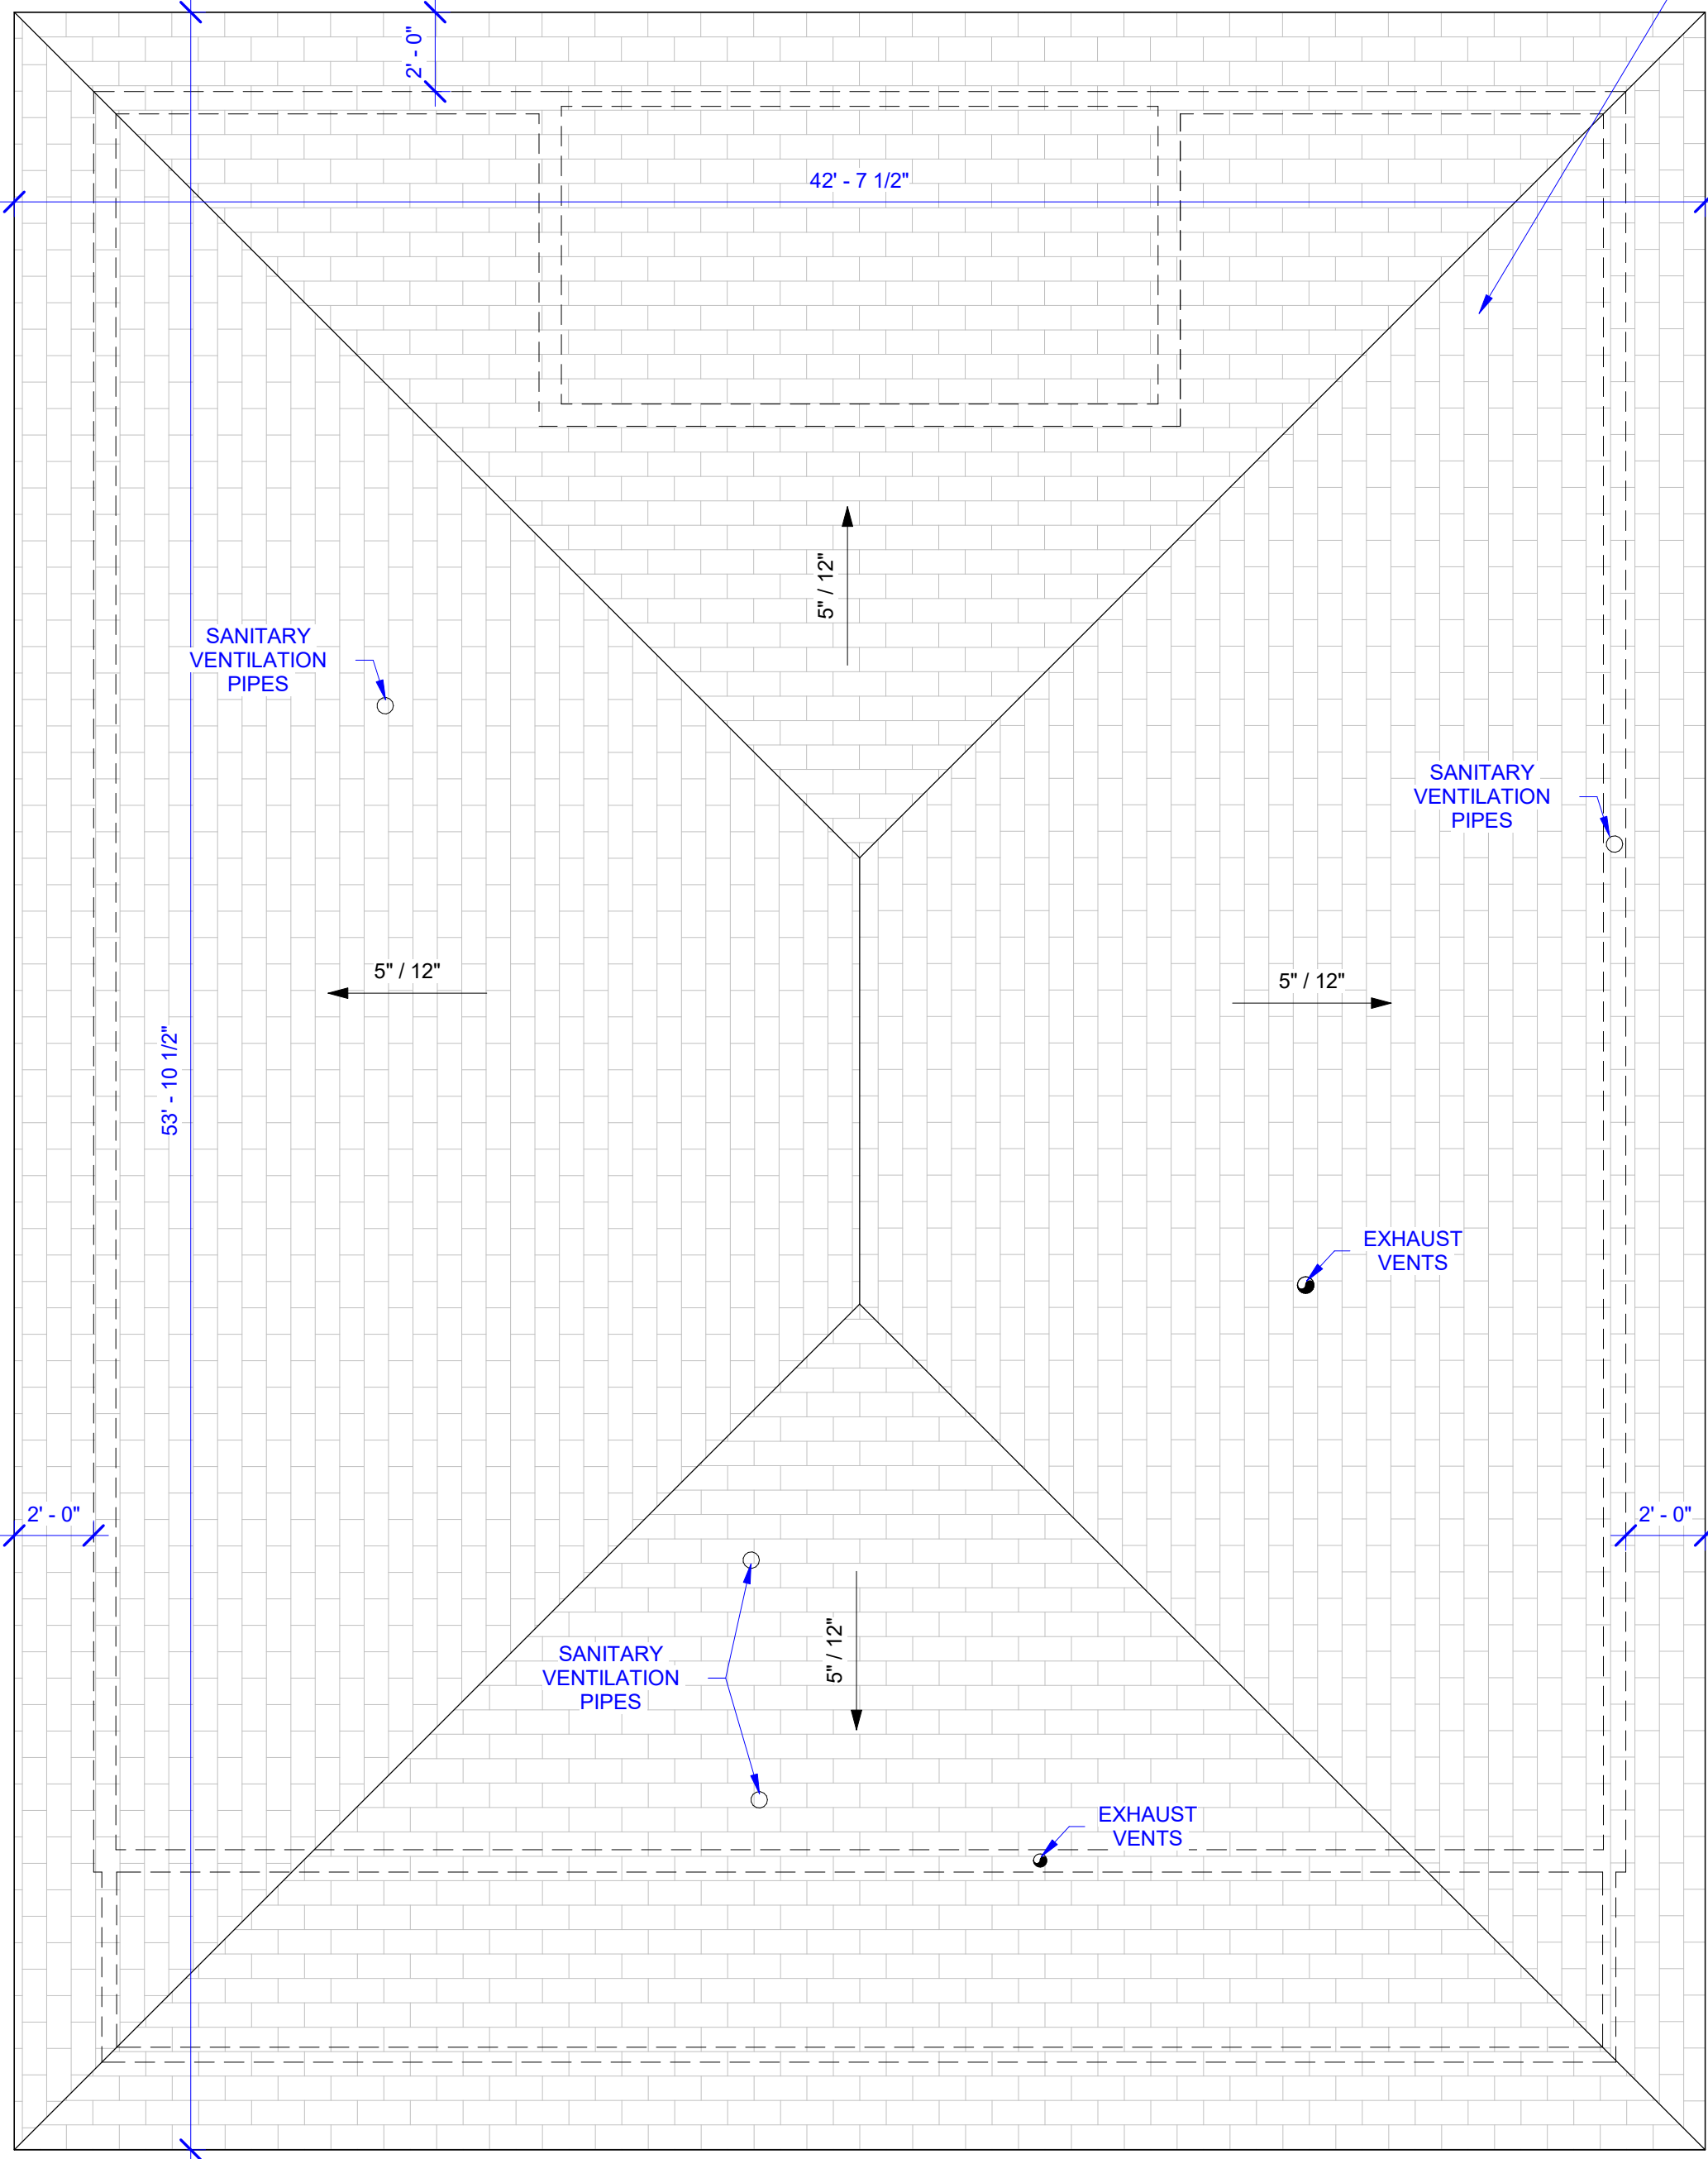 2' - 0"
42' - 7 1/2"
5" / 12"
SANITARY
VENTILATION
PIPES
SANITARY
VENTILATION
PIPES
5" / 12"
5" / 12"
53' - 10 1/2"
EXHAUST
VENTS
2' - 0"
2' - 0"
SANITARY
VENTILATION
PIPES
5" / 12"
EXHAUST
VENTS